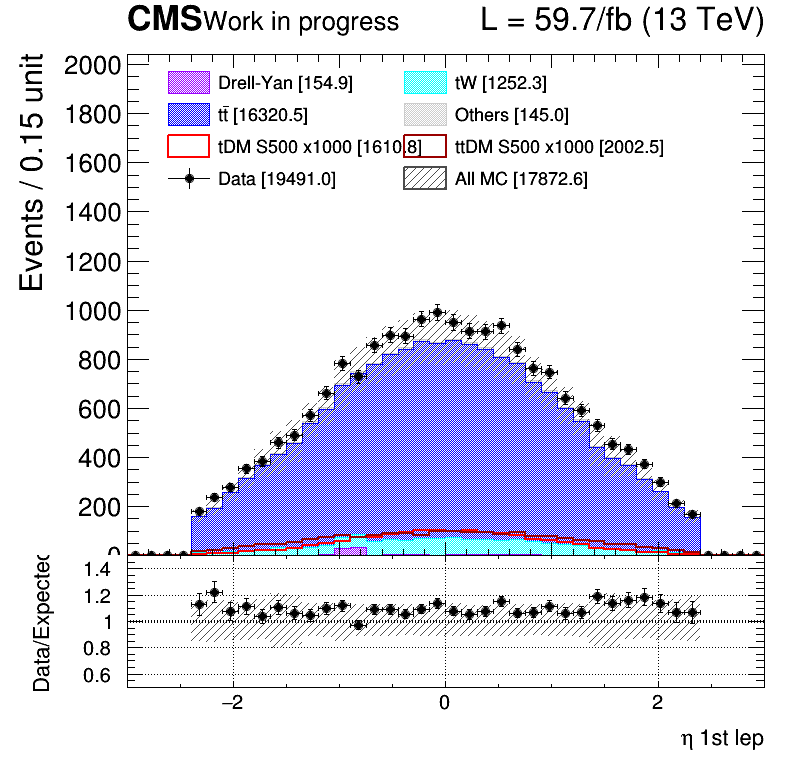 CMS Work in progress L = 59.7/fb (13 TeV)
Events / 0.15 unit
2000
1800
1600
1400
1200
1000
800
600
400
200
0
Drell-Yan [154.9] tW [1252.3]
tt̄ [16320.5] Others [145.0]
tDM S500 x1000 [1610.8] ttDM S500 x1000 [2002.5]
Data [19491.0] All MC [17872.6]
Data/Expected
1.4
1.2
1
0.8
0.6
−2 0 2
η 1st lep